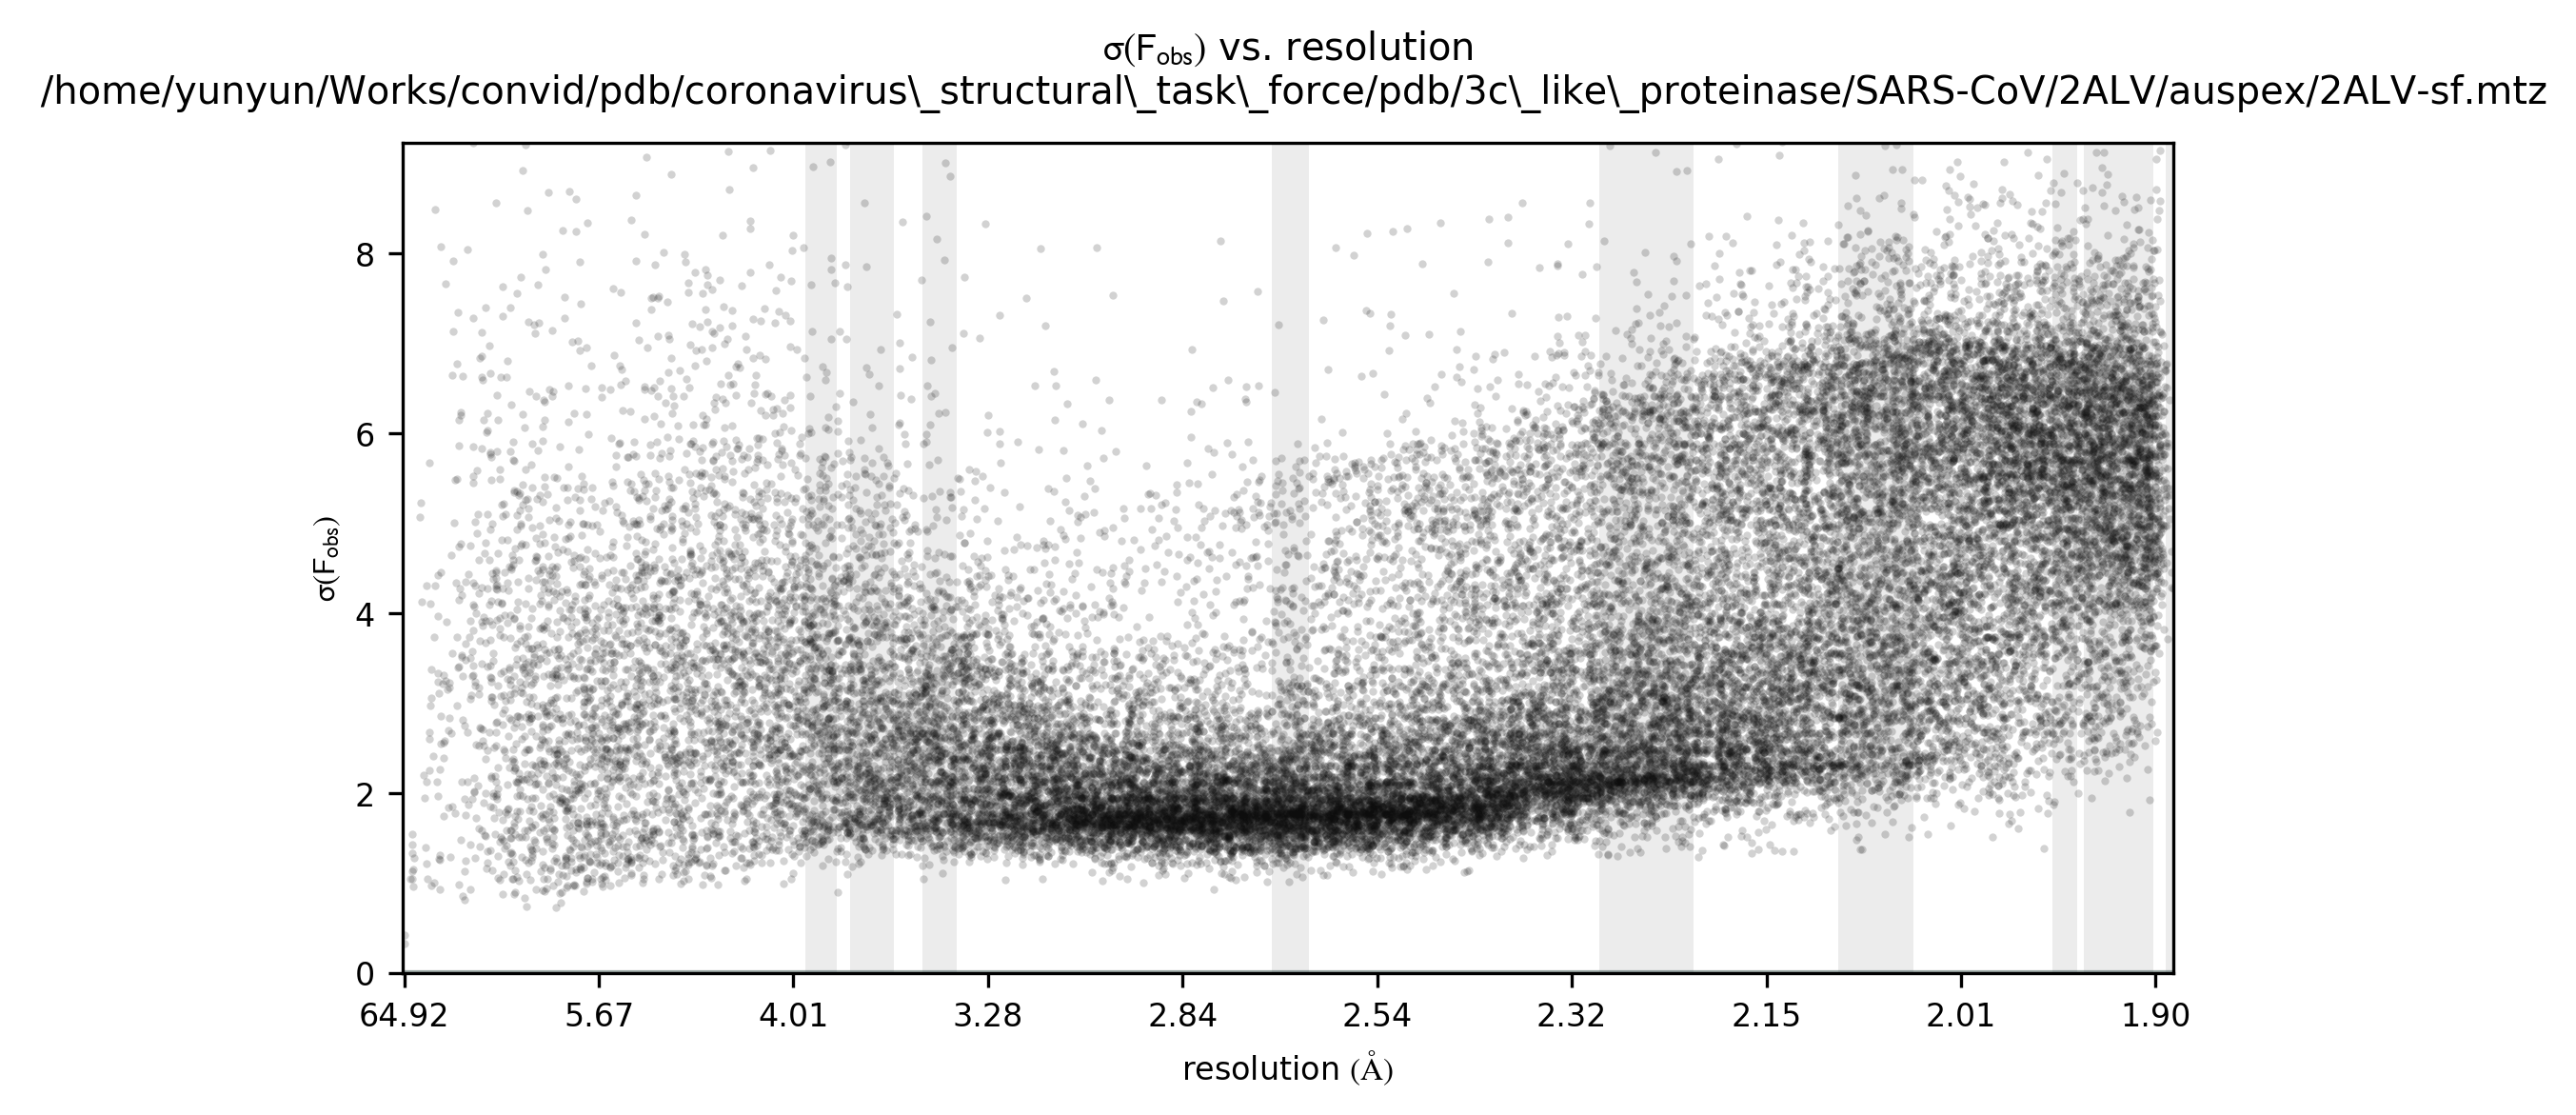 σ(F_obs) vs. resolution
/home/yunyun/Works/convid/pdb/coronavirus\_structural\_task\_force/pdb/3c\_like\_proteinase/SARS-CoV/2ALV/auspex/2ALV-sf.mtz
8
6
4
2
0
σ(F_obs)
64.92 5.67 4.01 3.28 2.84 2.54 2.32 2.15 2.01 1.90
resolution (Å)